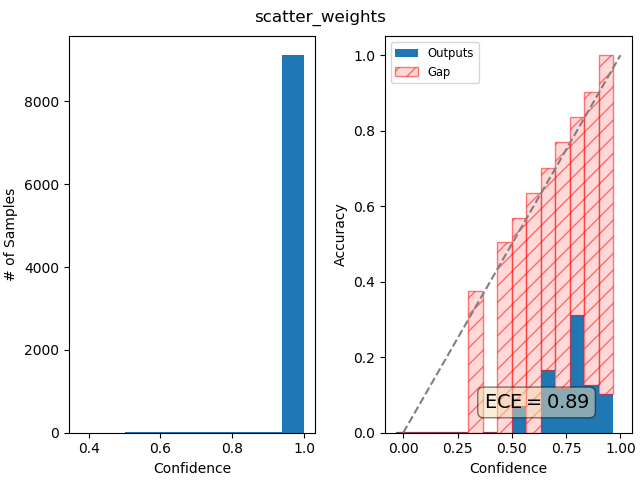 scatter_weights
# of Samples
8000
6000
4000
2000
0
0.4 0.6 0.8 1.0
Confidence
Accuracy
1.0
0.8
0.6
0.4
0.2
0.0
Outputs
Gap
ECE = 0.89
0.00 0.25 0.50 0.75 1.00
Confidence